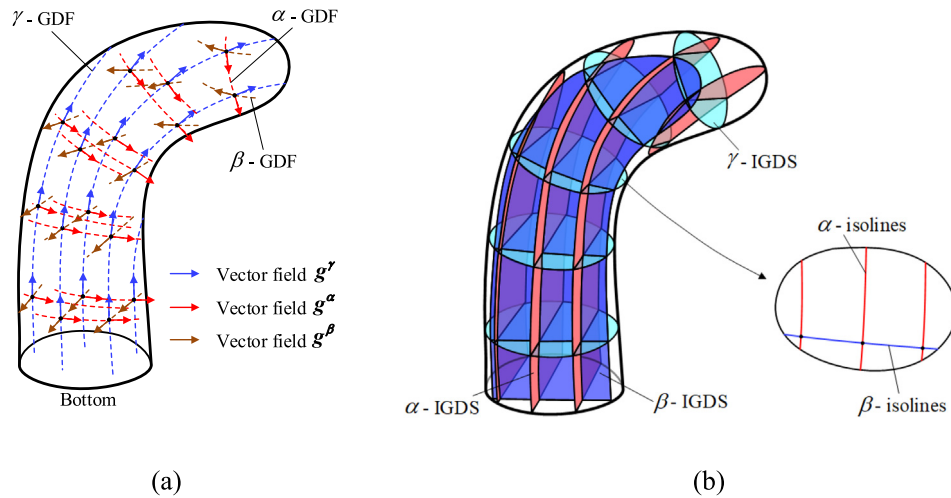 γ - GDF
α - GDF
β - GDF
Vector field g^γ
Vector field g^α
Vector field g^β
Bottom
(a)
γ - IGDS
α - isolines
β - isolines
α - IGDS
β - IGDS
(b)